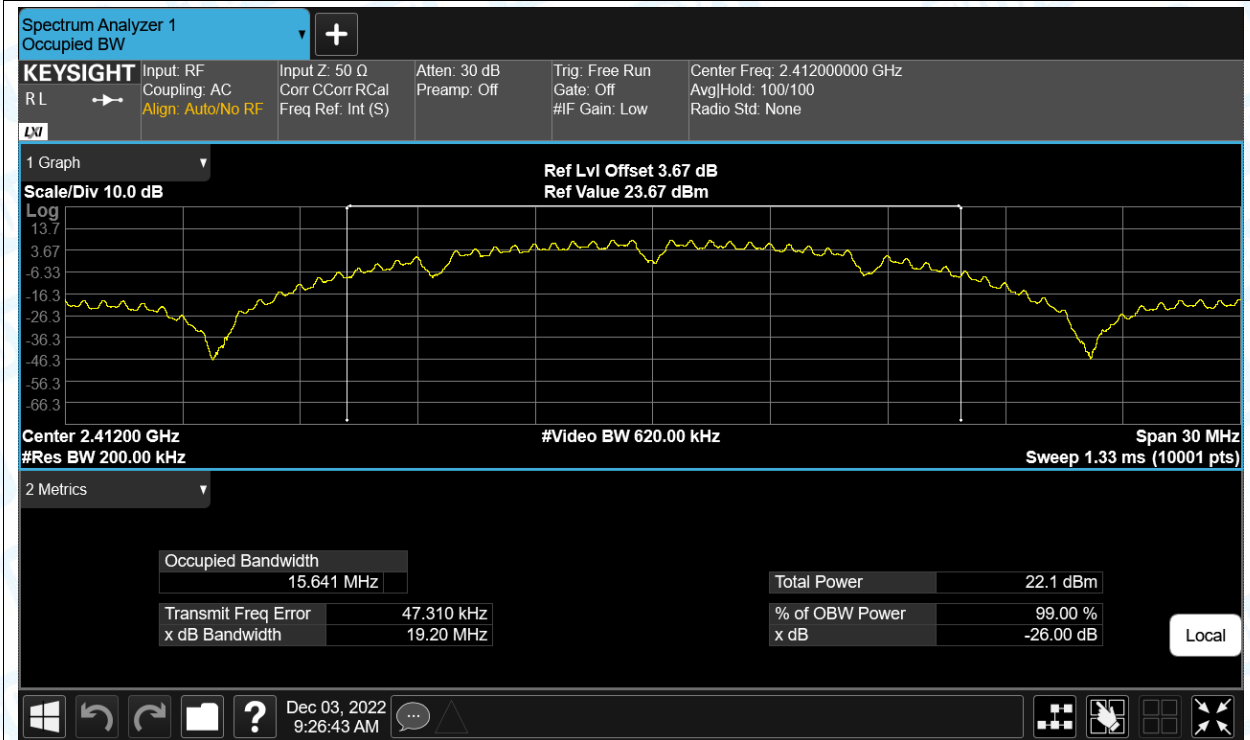 Spectrum Analyzer 1
Occupied BW
+
KEYSIGHT
R L
LXI
Input: RF
Coupling: AC
Align: Auto/No RF
Input Z: 50 Ω
Corr CCorr RCal
Freq Ref: Int (S)
Atten: 30 dB
Preamp: Off
Trig: Free Run
Gate: Off
#IF Gain: Low
Center Freq: 2.412000000 GHz
Avg|Hold: 100/100
Radio Std: None
1 Graph
Scale/Div 10.0 dB
Ref Lvl Offset 3.67 dB
Ref Value 23.67 dBm
Log
13.7
3.67
-6.33
-16.3
-26.3
-36.3
-46.3
-56.3
-66.3
Center 2.41200 GHz
#Res BW 200.00 kHz
#Video BW 620.00 kHz
Span 30 MHz
Sweep 1.33 ms (10001 pts)
2 Metrics
Occupied Bandwidth
15.641 MHz
Transmit Freq Error 47.310 kHz
x dB Bandwidth 19.20 MHz
Total Power 22.1 dBm
% of OBW Power 99.00 %
x dB -26.00 dB
Local
?
Dec 03, 2022
9:26:43 AM